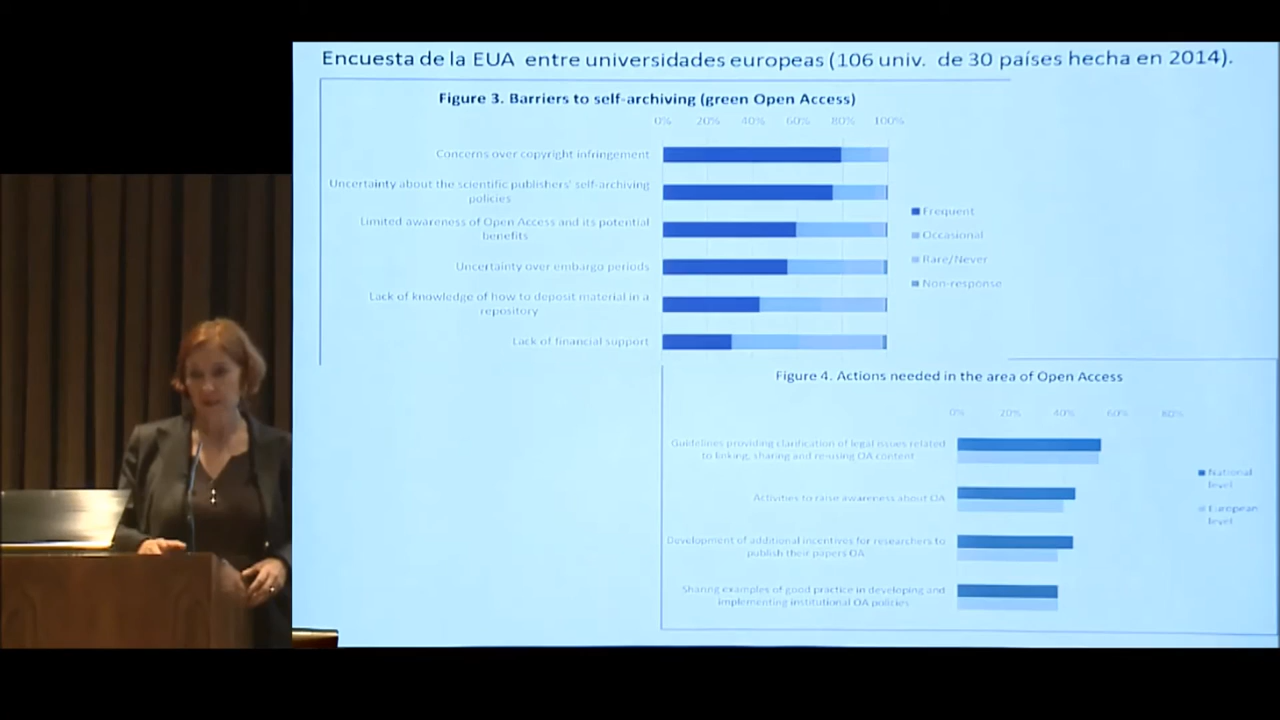 Encuesta de la EUA entre universidades europeas (106 univ. de 30 países hecha en 2014).
Figure 3. Barriers to self-archiving (green Open Access)
0% 20% 40% 60% 80% 100%
Concerns over copyright infringement
Uncertainty about the scientific publishers' self-archiving
policies
Limited awareness of Open Access and its potential
benefits
Uncertainty over embargo periods
Lack of knowledge of how to deposit material in a
repository
Lack of financial support
Frequent
Occasional
Rare/Never
Non-response
Figure 4. Actions needed in the area of Open Access
0% 20% 40% 60% 80%
Guidelines providing clarification of legal issues related
to linking, sharing and re-using OA content
Activities to raise awareness about OA
Development of additional incentives for researchers to
publish their papers OA
Sharing examples of good practice in developing and
implementing institutional OA policies
National
level
European
level